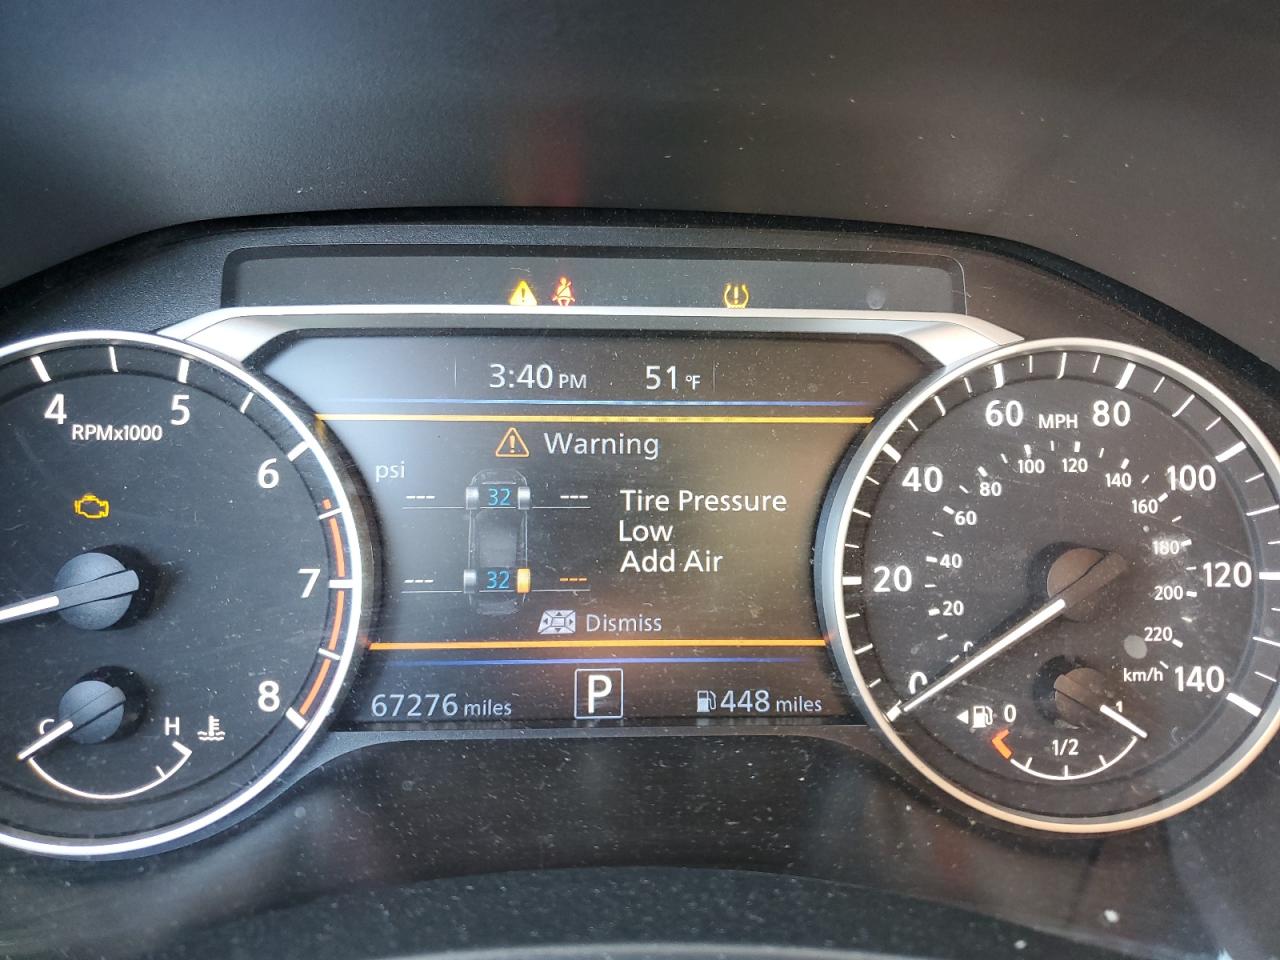 3:40 PM 51 °F
4 5 6 7 8
RPMx1000
C H
Warning
psi
--- 32 ---
Tire Pressure
Low
Add Air
--- 32 ---
Dismiss
67276 miles P 448 miles
0 20 40 60 80 100 120 140
MPH
0 20 40 60 80 100 120 140 160 180 200 220
km/h
0 1/2 1